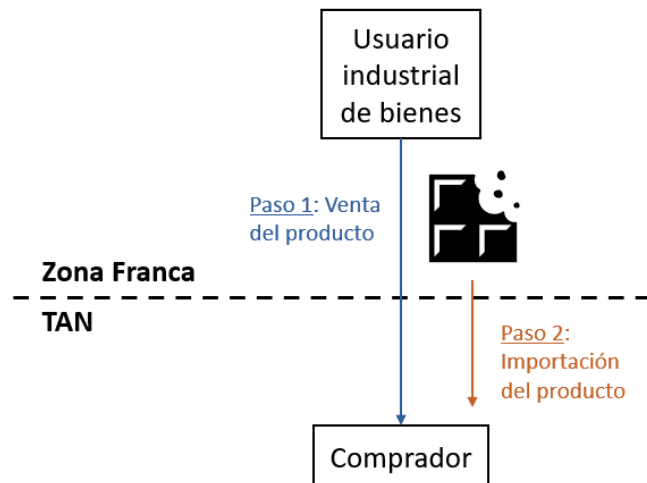 Usuario
industrial
de bienes
Paso 1: Venta
del producto
Zona Franca
TAN
Paso 2:
Importación
del producto
Comprador